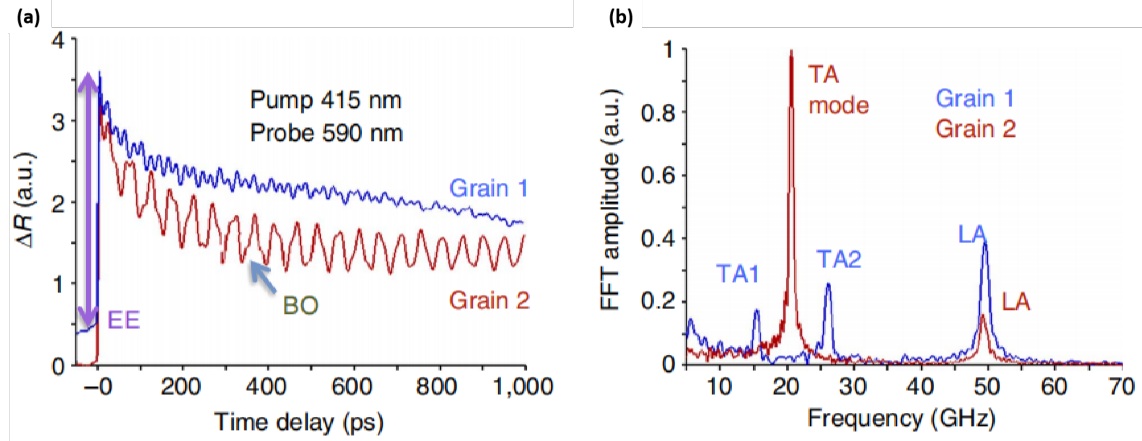 (a)
4
3
2
1
0
ΔR (a.u.)
Pump 415 nm
Probe 590 nm
Grain 1
Grain 2
EE
BO
–0
200
400
600
800
1,000
Time delay (ps)
(b)
1
0.8
0.6
0.4
0.2
0
FFT amplitude (a.u.)
TA
mode
Grain 1
Grain 2
TA1
TA2
LA
LA
10
20
30
40
50
60
70
Frequency (GHz)